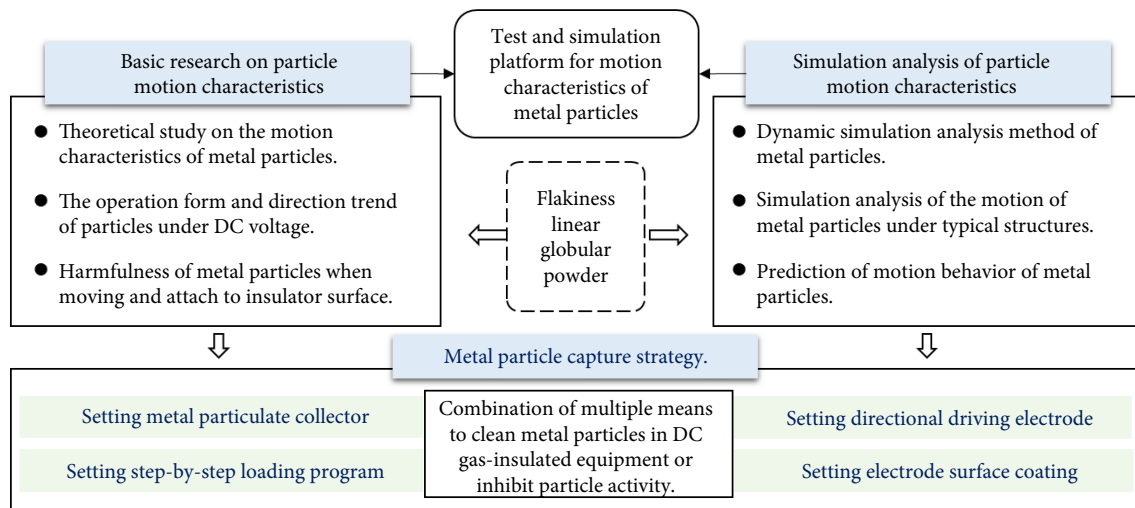 Basic research on particle
motion characteristics
Test and simulation
platform for motion
characteristics of
metal particles
Simulation analysis of particle
motion characteristics
● Theoretical study on the motion
characteristics of metal particles.
● The operation form and direction trend
of particles under DC voltage.
● Harmfulness of metal particles when
moving and attach to insulator surface.
Flakiness
linear
globular
powder
● Dynamic simulation analysis method of
metal particles.
● Simulation analysis of the motion of
metal particles under typical structures.
● Prediction of motion behavior of metal
particles.
Metal particle capture strategy.
Setting metal particulate collector
Setting step-by-step loading program
Combination of multiple means
to clean metal particles in DC
gas-insulated equipment or
inhibit particle activity.
Setting directional driving electrode
Setting electrode surface coating